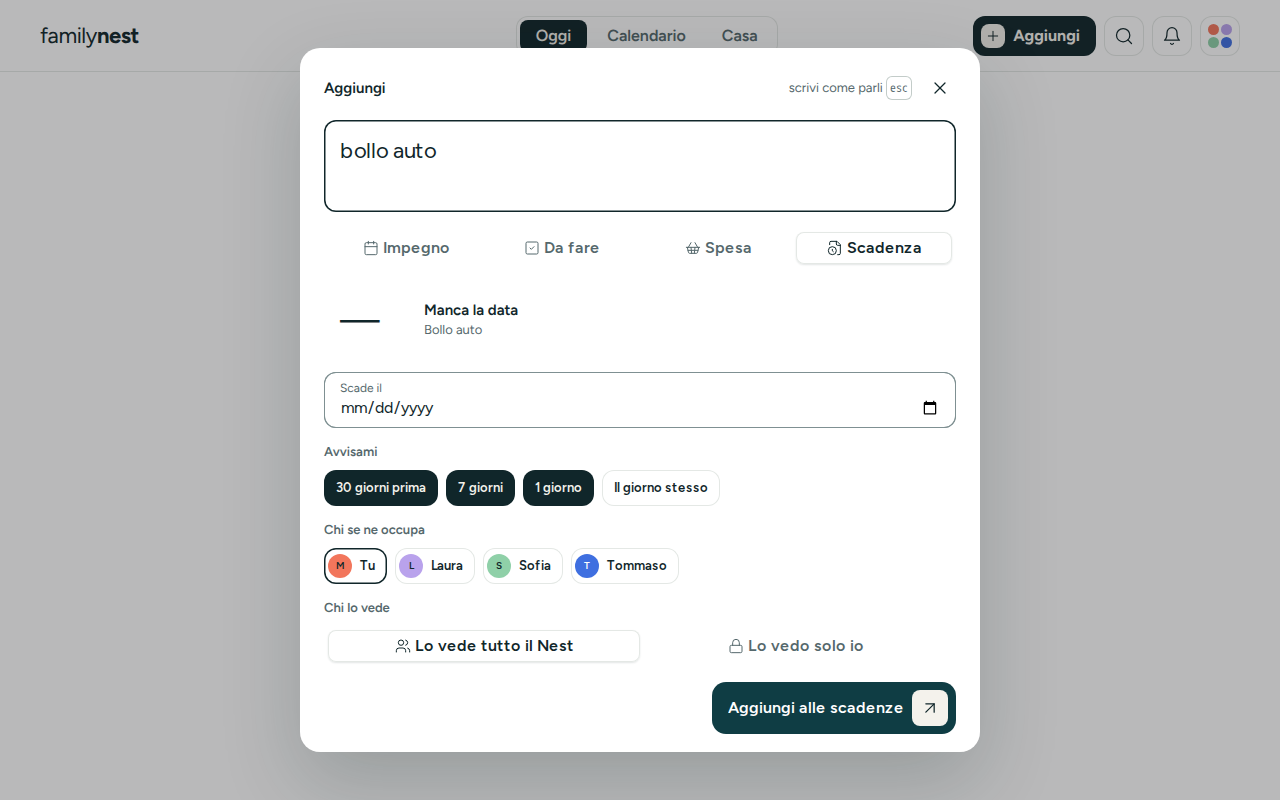 familynest
Oggi
Calendario
Casa
Aggiungi
Aggiungi
scrivi come parli esc
bollo auto
Impegno
Da fare
Spesa
Scadenza
Manca la data
Bollo auto
Scade il
mm/dd/yyyy
Avvisami
30 giorni prima
7 giorni
1 giorno
Il giorno stesso
Chi se ne occupa
M Tu
L Laura
S Sofia
T Tommaso
Chi lo vede
Lo vede tutto il Nest
Lo vedo solo io
Aggiungi alle scadenze